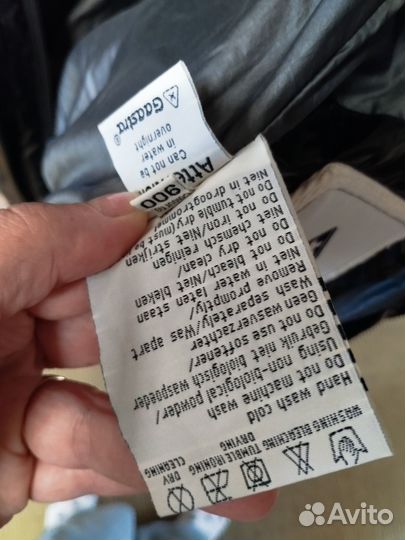 Gaastra®
Can not be
in water
overnight
WASHING BLEACHING TUMBLE IRONING DRY
DRYING CLEANING
Hand wash cold
Do not machine wash
Using non-biological powder/
Gebruik niet biologisch waspoeder
Do not use softener/
Geen wasverzachter
Wash separately/Was apart
Remove promptly/
Niet in water laten staan
Do not bleach/Niet bleken
Do not dry clean/
Niet chemisch reinigen
Do not iron/Niet strijken
Do not tumble dry (must be
Niet in droogtrommel
900
Avito